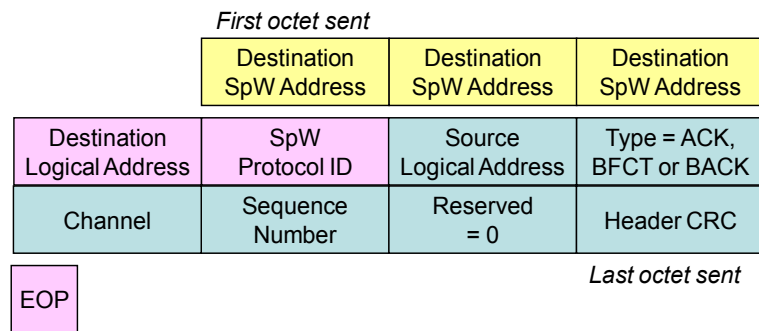 First octet sent
Destination
SpW Address
Destination
SpW Address
Destination
SpW Address
Destination
Logical Address
SpW
Protocol ID
Source
Logical Address
Type = ACK,
BFCT or BACK
Channel
Sequence
Number
Reserved
= 0
Header CRC
Last octet sent
EOP